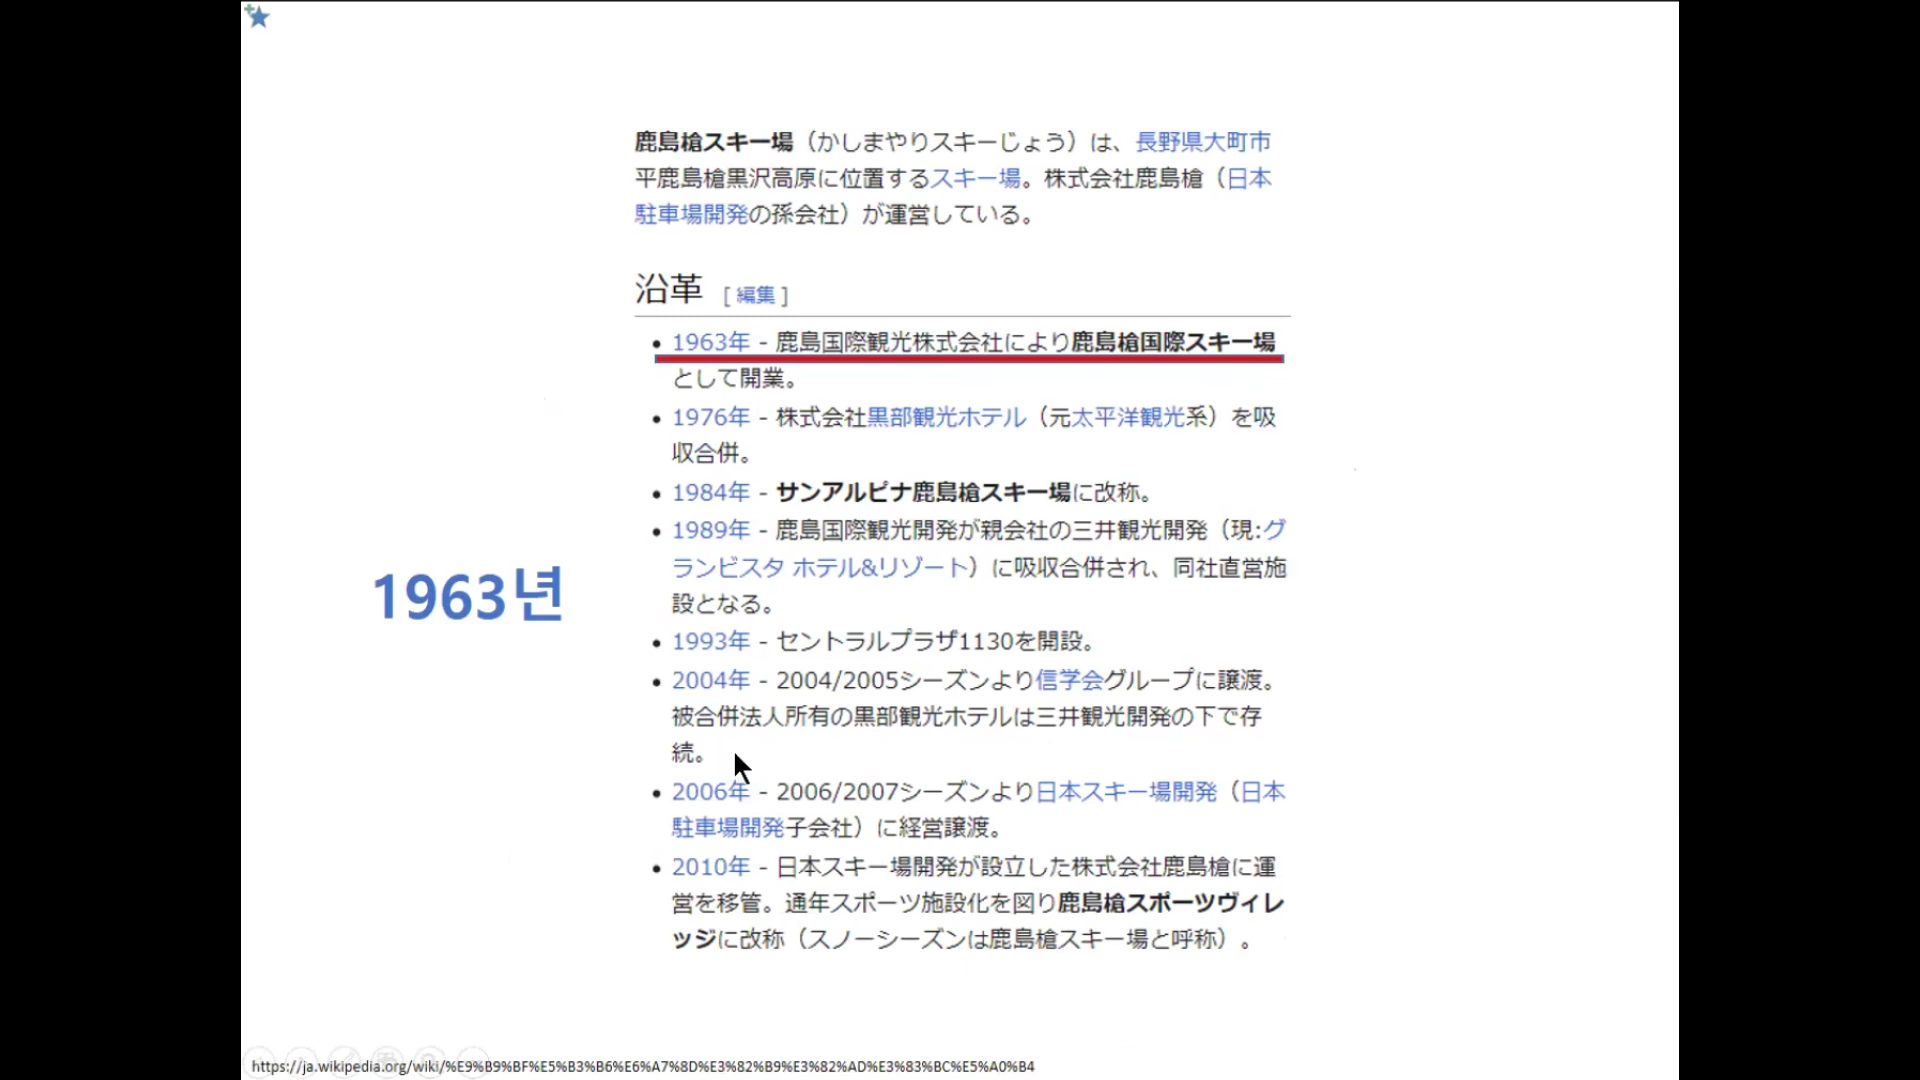 鹿島槍スキー場（かしまやりスキーじょう）は、長野県大町市
平鹿島槍黒沢高原に位置するスキー場。株式会社鹿島槍（日本
駐車場開発の孫会社）が運営している。
沿革 [ 編集 ]
1963年 - 鹿島国際観光株式会社により鹿島槍国際スキー場
として開業。
1976年 - 株式会社黒部観光ホテル（元太平洋観光系）を吸
収合併。
1984年 - サンアルピナ鹿島槍スキー場に改称。
1989年 - 鹿島国際観光開発が親会社の三井観光開発（現:グ
ランビスタ ホテル&リゾート）に吸収合併され、同社直営施
設となる。
1993年 - セントラルプラザ1130を開設。
2004年 - 2004/2005シーズンより信学会グループに譲渡。
被合併法人所有の黒部観光ホテルは三井観光開発の下で存
続。
2006年 - 2006/2007シーズンより日本スキー場開発（日本
駐車場開発子会社）に経営譲渡。
2010年 - 日本スキー場開発が設立した株式会社鹿島槍に運
営を移管。通年スポーツ施設化を図り鹿島槍スポーツヴィレ
ッジに改称（スノーシーズンは鹿島槍スキー場と呼称）。
1963년
https://ja.wikipedia.org/wiki/%E9%B9%BF%E5%B3%B6%E6%A7%8D%E3%82%B9%E3%82%AD%E3%83%BC%E5%A0%B4